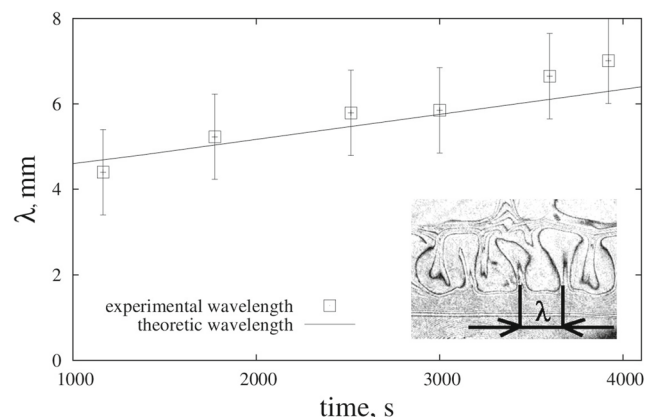 8
6
4
2
0
λ, mm
experimental wavelength
theoretic wavelength
λ
1000 2000 3000 4000
time, s